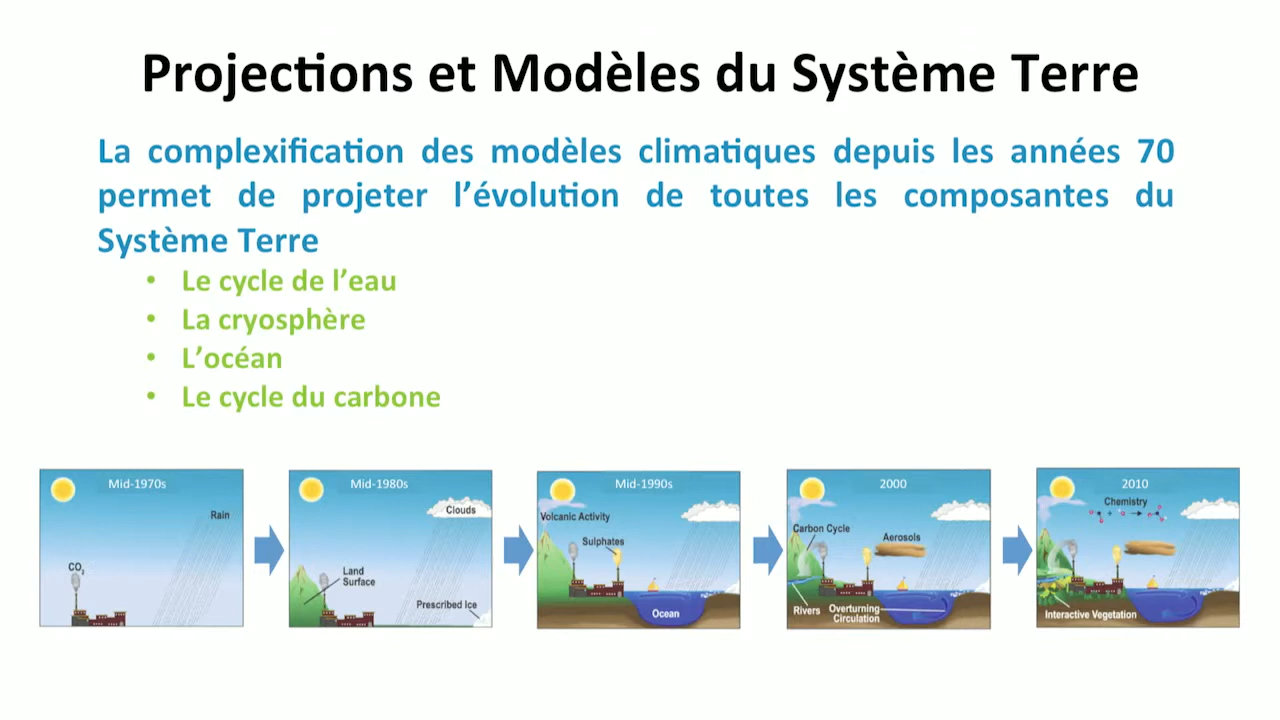 Projections et Modèles du Système Terre
La complexification des modèles climatiques depuis les années 70
permet de projeter l’évolution de toutes les composantes du
Système Terre
• Le cycle de l’eau
• La cryosphère
• L’océan
• Le cycle du carbone
Mid-1970s
Rain
CO₂
Mid-1980s
Clouds
Land
Surface
Prescribed Ice
Mid-1990s
Volcanic Activity
Sulphates
Ocean
2000
Carbon Cycle
Aerosols
Rivers
Overturning
Circulation
2010
Chemistry
Interactive Vegetation